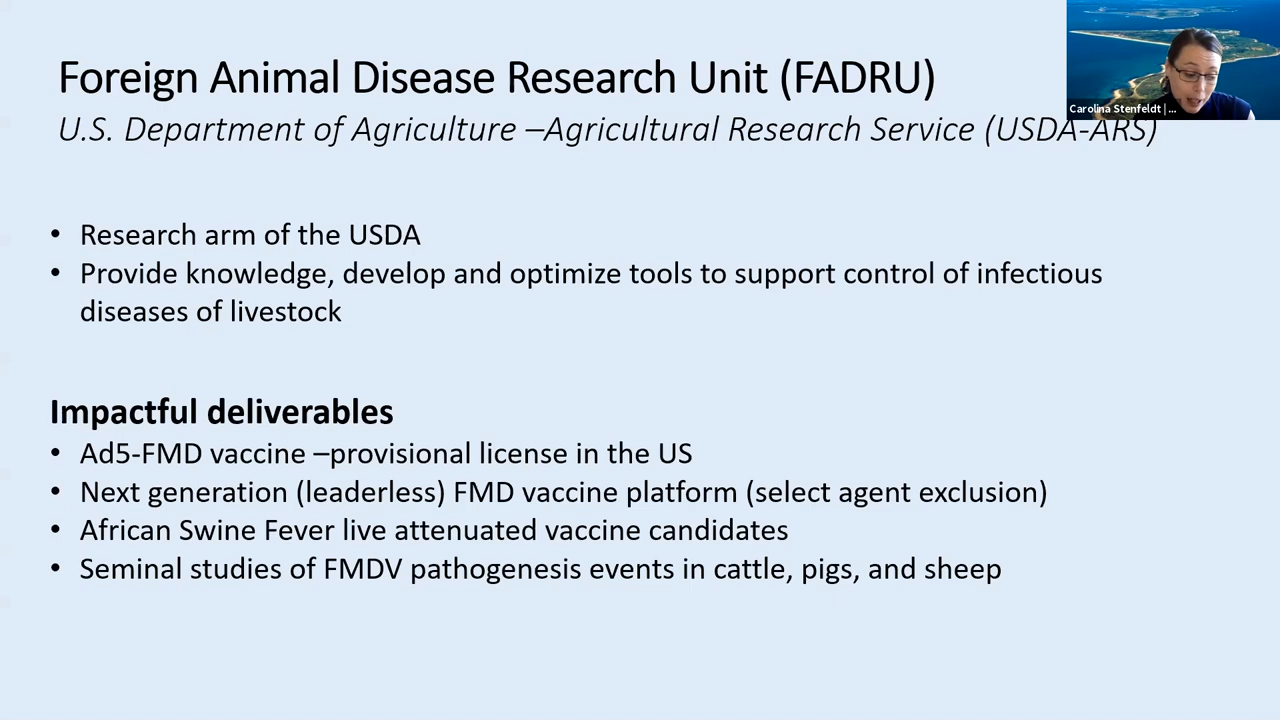 Foreign Animal Disease Research Unit (FADRU)
Carolina Stenfeldt | ...
U.S. Department of Agriculture –Agricultural Research Service (USDA-ARS)
• Research arm of the USDA
• Provide knowledge, develop and optimize tools to support control of infectious
diseases of livestock
Impactful deliverables
• Ad5-FMD vaccine –provisional license in the US
• Next generation (leaderless) FMD vaccine platform (select agent exclusion)
• African Swine Fever live attenuated vaccine candidates
• Seminal studies of FMDV pathogenesis events in cattle, pigs, and sheep